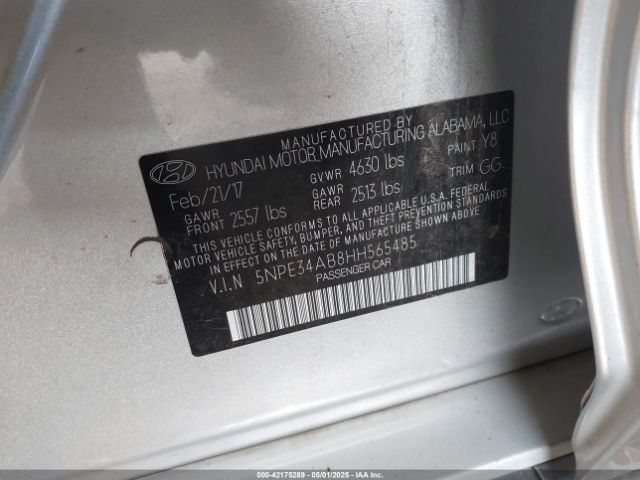 MANUFACTURED BY
HYUNDAI MOTOR MANUFACTURING ALABAMA, LLC
Feb/21/17 GVWR 4630 lbs PAINT Y8
GAWR FRONT 2557 lbs GAWR REAR 2513 lbs TRIM GG
THIS VEHICLE CONFORMS TO ALL APPLICABLE U.S.A. FEDERAL
MOTOR VEHICLE SAFETY, BUMPER, AND THEFT PREVENTION STANDARDS
IN EFFECT ON THE DATE OF MANUFACTURE SHOWN ABOVE.
V.I.N 5NPE34AB8HH565485
PASSENGER CAR
000-42175289 - 05/01/2025 - IAAI.COM